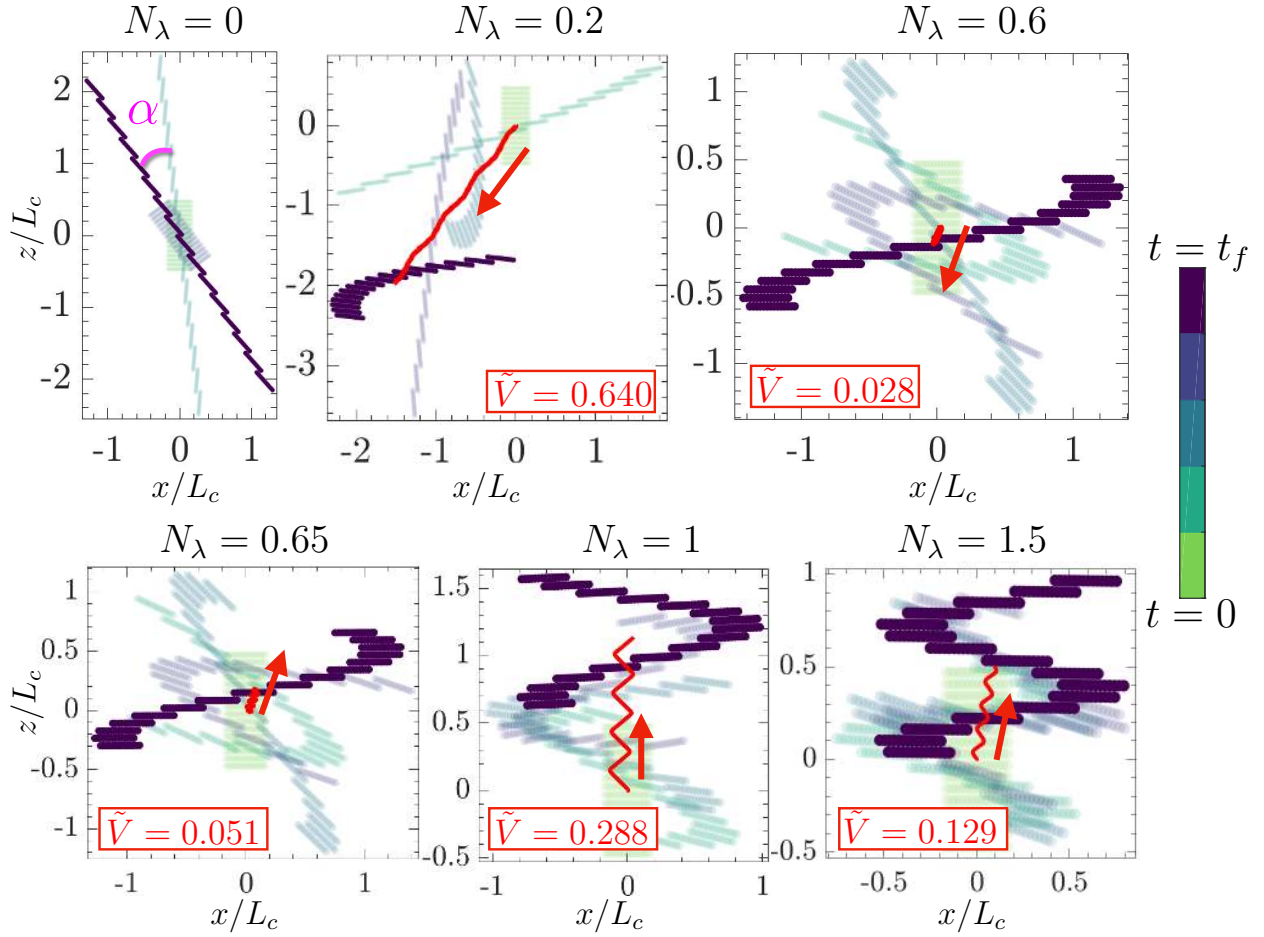 N_λ = 0
N_λ = 0.2
N_λ = 0.6
z/L_c
2
1
0
-1
-2
α
-1 0 1
x/L_c
0
-1
-2
-3
Ṽ = 0.640
-2 -1 0 1
x/L_c
1
0.5
0
-0.5
-1
Ṽ = 0.028
-1 0 1
x/L_c
t = t_f
t = 0
N_λ = 0.65
N_λ = 1
N_λ = 1.5
z/L_c
1
0.5
0
-0.5
-1
Ṽ = 0.051
-1 0 1
x/L_c
1.5
1
0.5
0
-0.5
Ṽ = 0.288
-1 0 1
x/L_c
1
0.5
0
-0.5
Ṽ = 0.129
-0.5 0 0.5
x/L_c